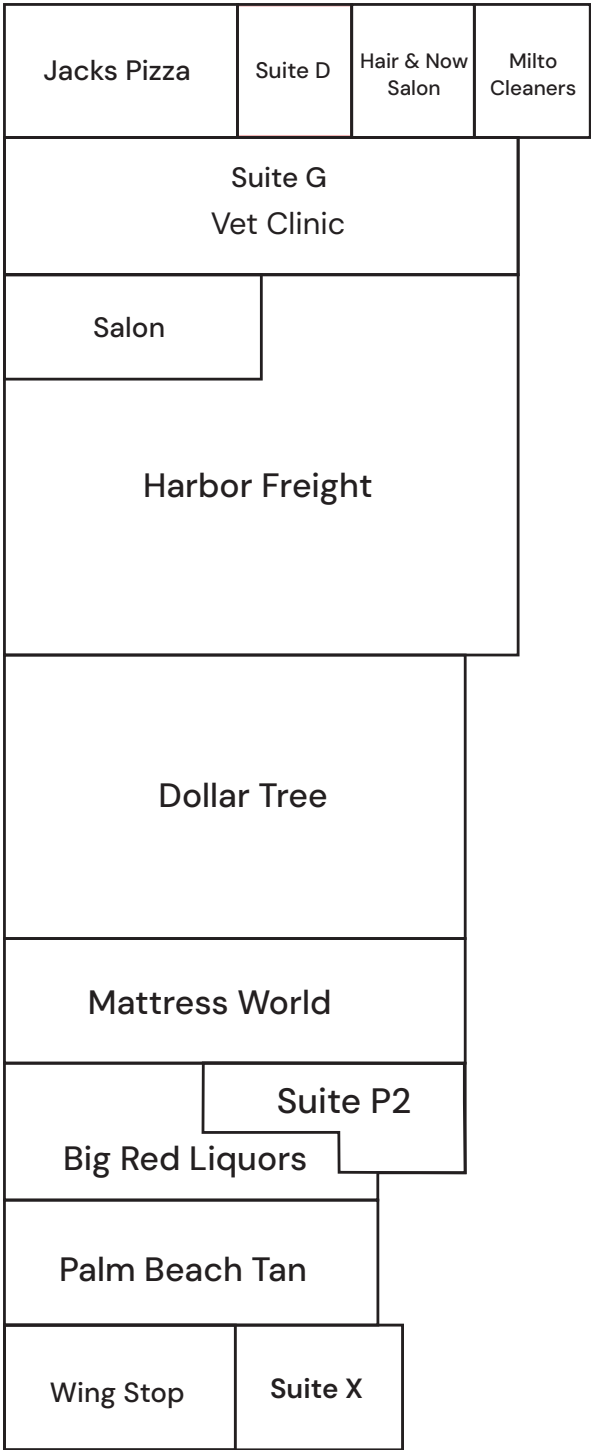 Jacks Pizza
Suite D
Hair & Now
Salon
Milto
Cleaners
Suite G
Vet Clinic
Salon
Harbor Freight
Dollar Tree
Mattress World
Suite P2
Big Red Liquors
Palm Beach Tan
Wing Stop
Suite X